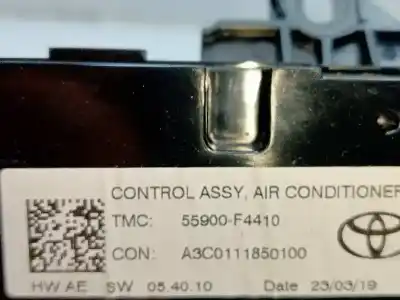 CONTROL ASSY, AIR CONDITIONER
TMC: 55900-F4410
CON: A3C0111850100
HW AE SW 05.40.10 Date 23/03/19